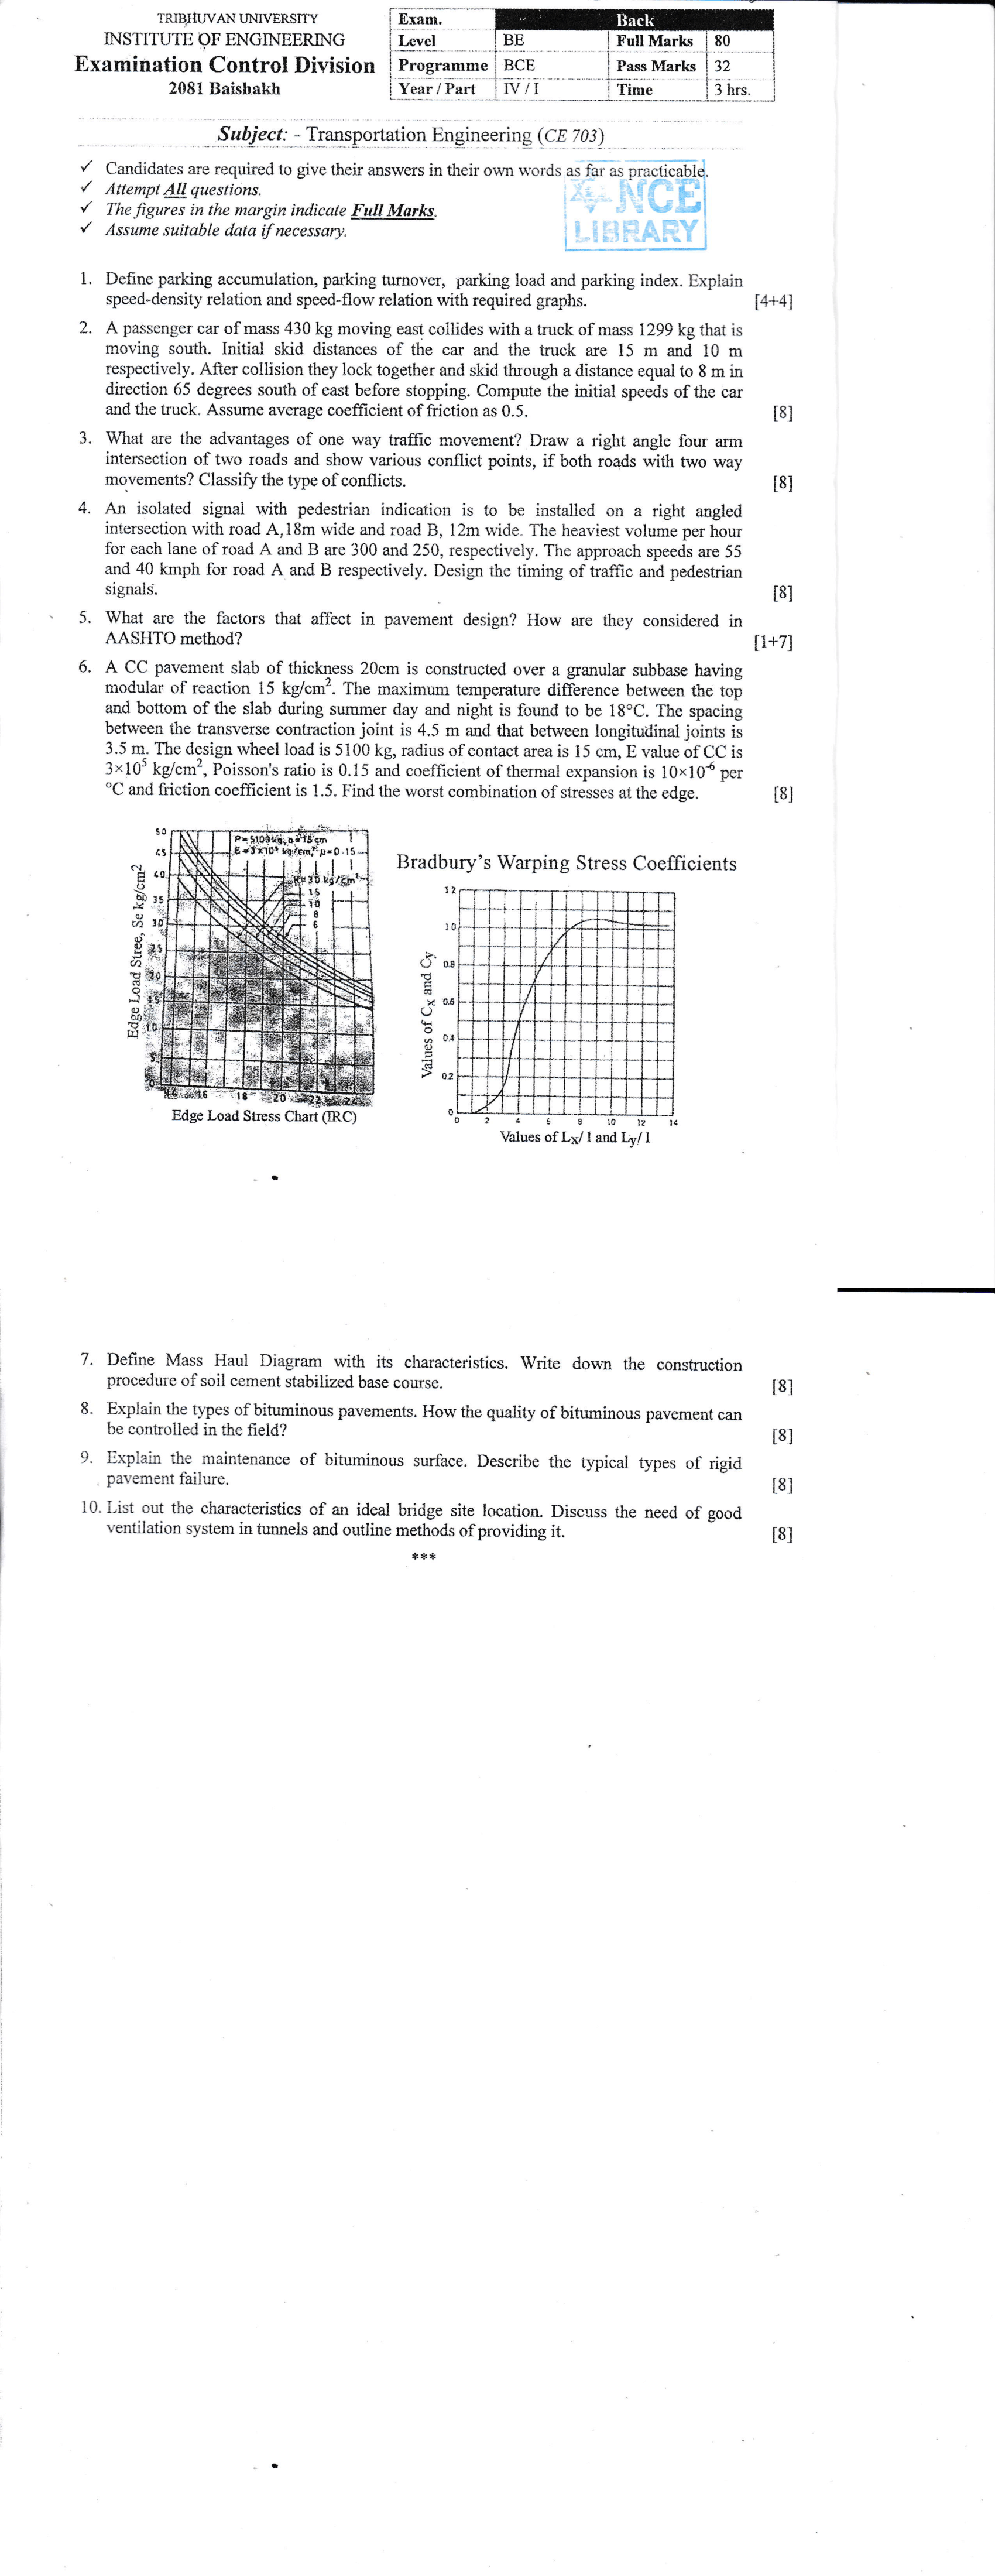 TRIBHUVAN UNIVERSITY
INSTITUTE OF ENGINEERING
Examination Control Division
2081 Baishakh
Exam. Back
Level BE Full Marks 80
Programme BCE Pass Marks 32
Year / Part IV / I Time 3 hrs.
Subject: - Transportation Engineering (CE 703)
✓ Candidates are required to give their answers in their own words as far as practicable.
✓ Attempt All questions.
✓ The figures in the margin indicate Full Marks.
✓ Assume suitable data if necessary.
NCE
LIBRARY
1. Define parking accumulation, parking turnover, parking load and parking index. Explain
speed-density relation and speed-flow relation with required graphs. [4+4]
2. A passenger car of mass 430 kg moving east collides with a truck of mass 1299 kg that is
moving south. Initial skid distances of the car and the truck are 15 m and 10 m
respectively. After collision they lock together and skid through a distance equal to 8 m in
direction 65 degrees south of east before stopping. Compute the initial speeds of the car
and the truck. Assume average coefficient of friction as 0.5. [8]
3. What are the advantages of one way traffic movement? Draw a right angle four arm
intersection of two roads and show various conflict points, if both roads with two way
movements? Classify the type of conflicts. [8]
4. An isolated signal with pedestrian indication is to be installed on a right angled
intersection with road A,18m wide and road B, 12m wide. The heaviest volume per hour
for each lane of road A and B are 300 and 250, respectively. The approach speeds are 55
and 40 kmph for road A and B respectively. Design the timing of traffic and pedestrian
signals. [8]
5. What are the factors that affect in pavement design? How are they considered in
AASHTO method? [1+7]
6. A CC pavement slab of thickness 20cm is constructed over a granular subbase having
modular of reaction 15 kg/cm². The maximum temperature difference between the top
and bottom of the slab during summer day and night is found to be 18°C. The spacing
between the transverse contraction joint is 4.5 m and that between longitudinal joints is
3.5 m. The design wheel load is 5100 kg, radius of contact area is 15 cm, E value of CC is
3×10⁵ kg/cm², Poisson's ratio is 0.15 and coefficient of thermal expansion is 10×10⁻⁶ per
°C and friction coefficient is 1.5. Find the worst combination of stresses at the edge. [8]
Edge Load Stree, Se kg/cm2
50
45
40
35
30
25
20
15
10
5
0
P=5100 kg, a=15 cm
E=3×10⁵ kg/cm², μ=0.15
K=30 kg/cm³
15
10
8
6
14 16 18 20 22 24
Edge Load Stress Chart (IRC)
Bradbury's Warping Stress Coefficients
Values of Cx and Cy
1.2
1.0
0.8
0.6
0.4
0.2
0
0 2 4 6 8 10 12 14
Values of Lx/ l and Ly/ l
7. Define Mass Haul Diagram with its characteristics. Write down the construction
procedure of soil cement stabilized base course. [8]
8. Explain the types of bituminous pavements. How the quality of bituminous pavement can
be controlled in the field? [8]
9. Explain the maintenance of bituminous surface. Describe the typical types of rigid
pavement failure. [8]
10. List out the characteristics of an ideal bridge site location. Discuss the need of good
ventilation system in tunnels and outline methods of providing it. [8]
***